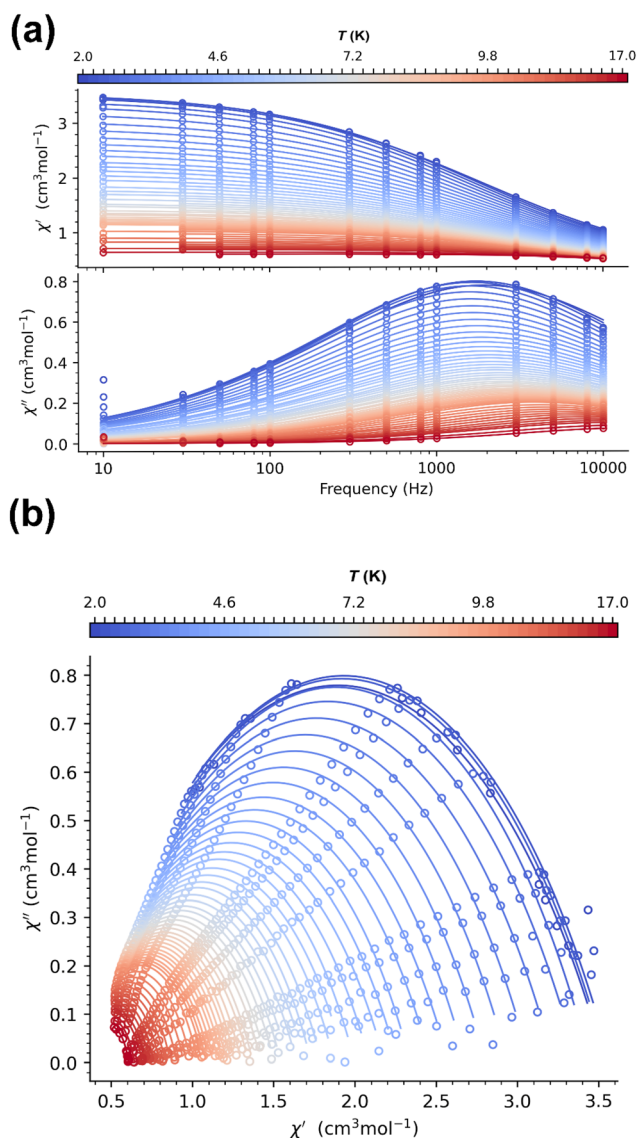 (a)
T (K)
2.0 4.6 7.2 9.8 17.0
3
2
1
χ′ (cm³mol⁻¹)
0.8
0.6
0.4
0.2
0.0
χ″ (cm³mol⁻¹)
10 100 1000 10000
Frequency (Hz)
(b)
T (K)
2.0 4.6 7.2 9.8 17.0
0.8
0.7
0.6
0.5
0.4
0.3
0.2
0.1
0.0
χ″ (cm³mol⁻¹)
0.5 1.0 1.5 2.0 2.5 3.0 3.5
χ′ (cm³mol⁻¹)